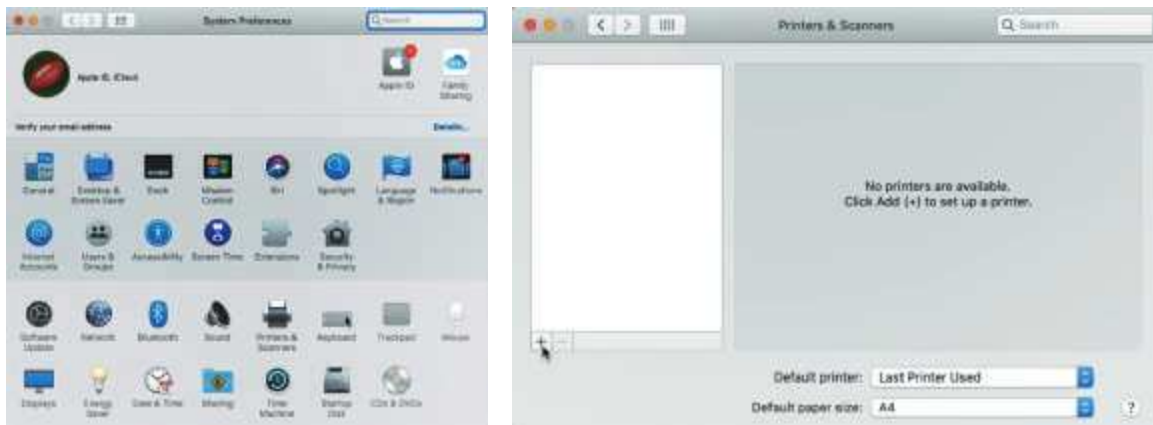 System Preferences
Search
Apple ID, iCloud
Apple ID
Family
Sharing
Verify your email address
Details...
General
Desktop &
Screen Saver
Dock
Mission
Control
Siri
Spotlight
Language
& Region
Notifications
Internet
Accounts
Users &
Groups
Accessibility
Screen Time
Extensions
Security
& Privacy
Software
Update
Network
Bluetooth
Sound
Printers &
Scanners
Keyboard
Trackpad
Mouse
Displays
Energy
Saver
Date & Time
Sharing
Time
Machine
Startup
Disk
CDs & DVDs
Printers & Scanners
Search
No printers are available.
Click Add (+) to set up a printer.
+
−
Default printer: Last Printer Used
Default paper size: A4
?